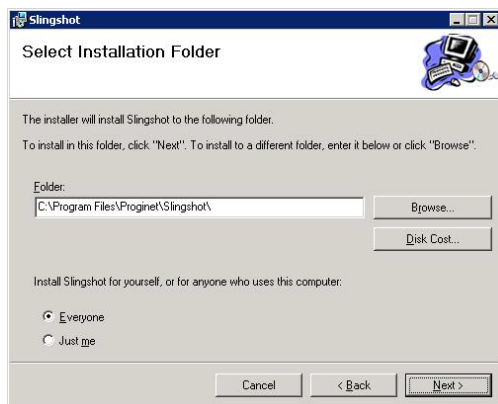 Slingshot
Select Installation Folder
The installer will install Slingshot to the following folder.
To install in this folder, click "Next". To install to a different folder, enter it below or click "Browse".
Folder:
C:\Program Files\Proginet\Slingshot\
Browse...
Disk Cost...
Install Slingshot for yourself, or for anyone who uses this computer:
Everyone
Just me
Cancel
< Back
Next >